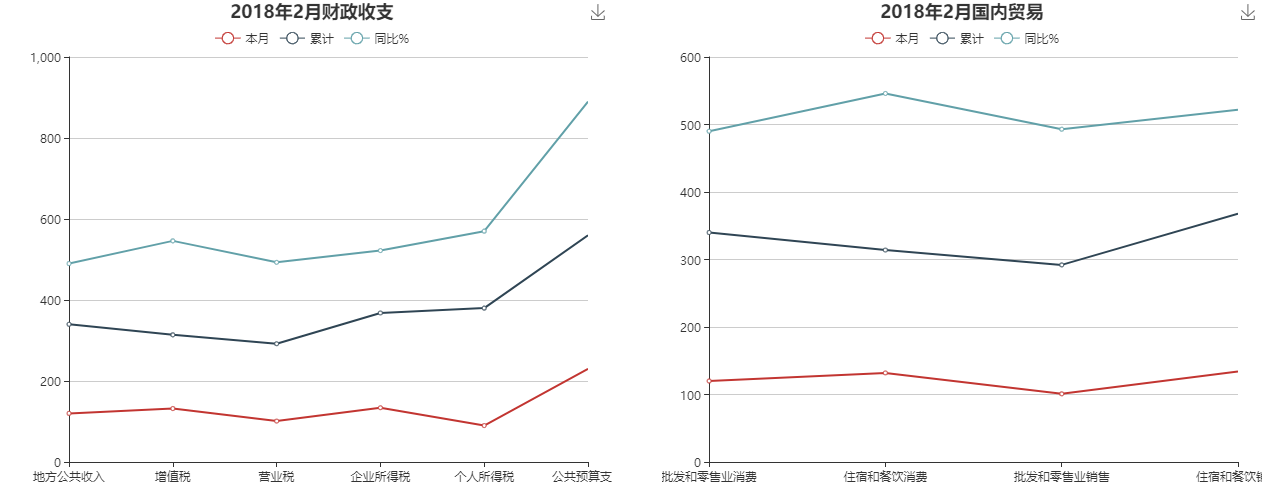 2018年2月财政收支
本月 累计 同比%
1,000
800
600
400
200
0
地方公共收入 增值税 营业税 企业所得税 个人所得税 公共预算支
2018年2月国内贸易
本月 累计 同比%
600
500
400
300
200
100
0
批发和零售业消费 住宿和餐饮消费 批发和零售业销售 住宿和餐饮